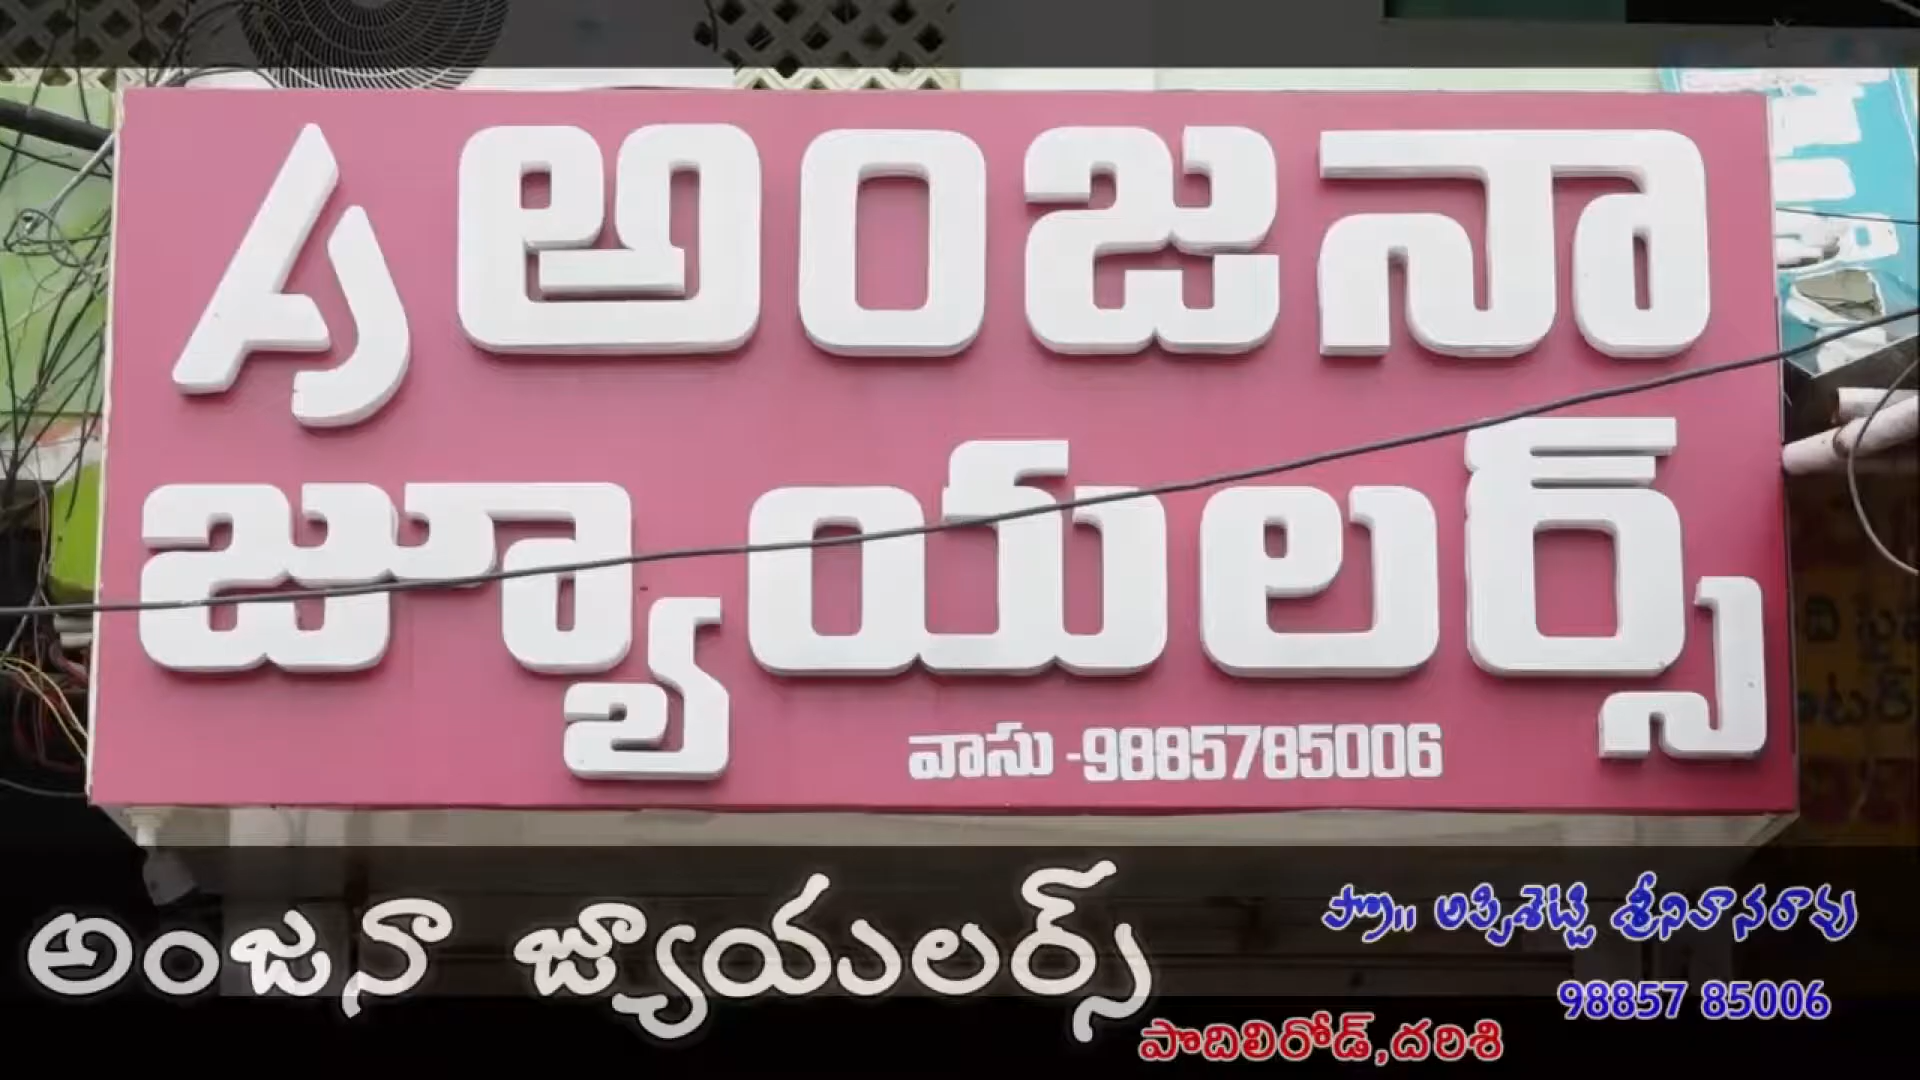 అంజనా
జ్యూయలర్స్
వాసు -9885785006
అంజనా జ్యూయలర్స్
ప్రొ॥ అప్పిశెట్టి శ్రీనివాసరావు
98857 85006
పొదిలిరోడ్,దరిశి